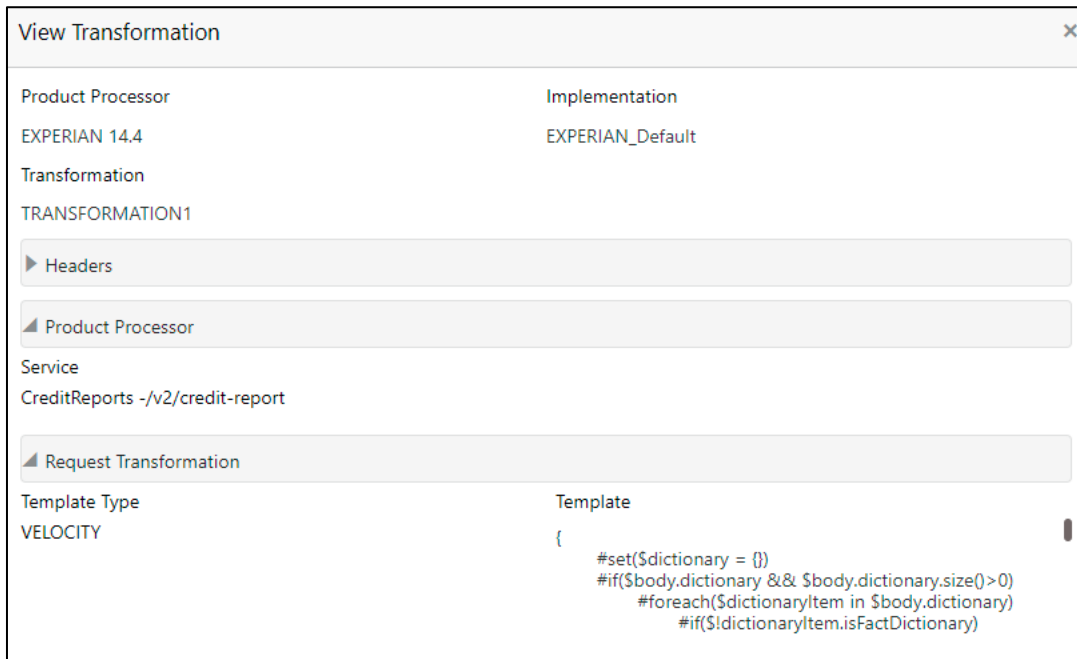 View Transformation
Product Processor
Implementation
EXPERIAN 14.4
EXPERIAN_Default
Transformation
TRANSFORMATION1
Headers
Product Processor
Service
CreditReports -/v2/credit-report
Request Transformation
Template Type
Template
VELOCITY
{
#set($dictionary = {})
#if($body.dictionary && $body.dictionary.size()>0)
#foreach($dictionaryItem in $body.dictionary)
#if($!dictionaryItem.isFactDictionary)